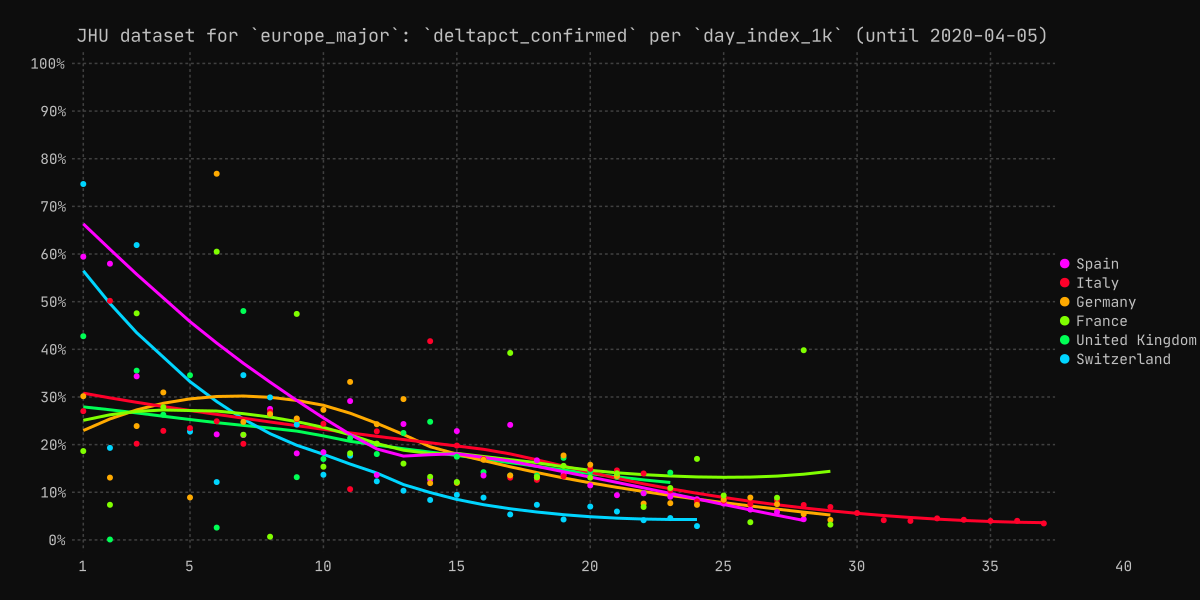 JHU dataset for `europe_major`: `deltapct_confirmed` per `day_index_1k` (until 2020-04-05)
100%
90%
80%
70%
60%
50%
40%
30%
20%
10%
0%
1 5 10 15 20 25 30 35 40
Spain
Italy
Germany
France
United Kingdom
Switzerland